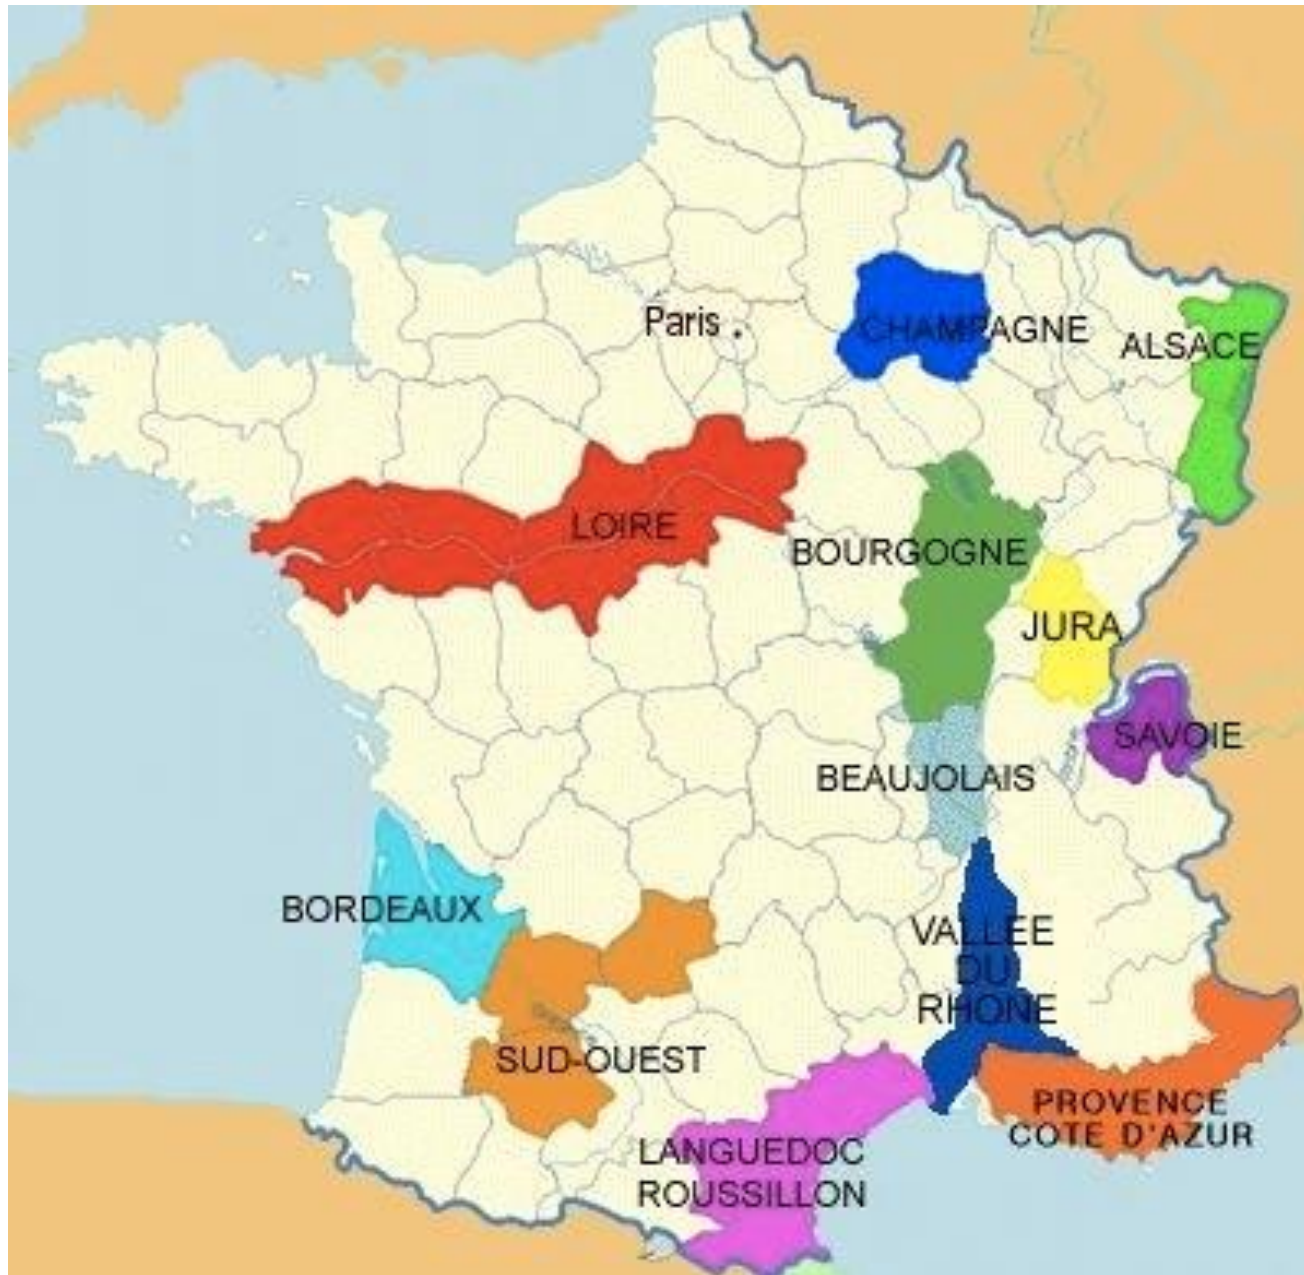 Paris
CHAMPAGNE
ALSACE
LOIRE
BOURGOGNE
JURA
SAVOIE
BEAUJOLAIS
BORDEAUX
VALLEE
DU
RHONE
SUD-OUEST
PROVENCE
COTE D'AZUR
LANGUEDOC
ROUSSILLON